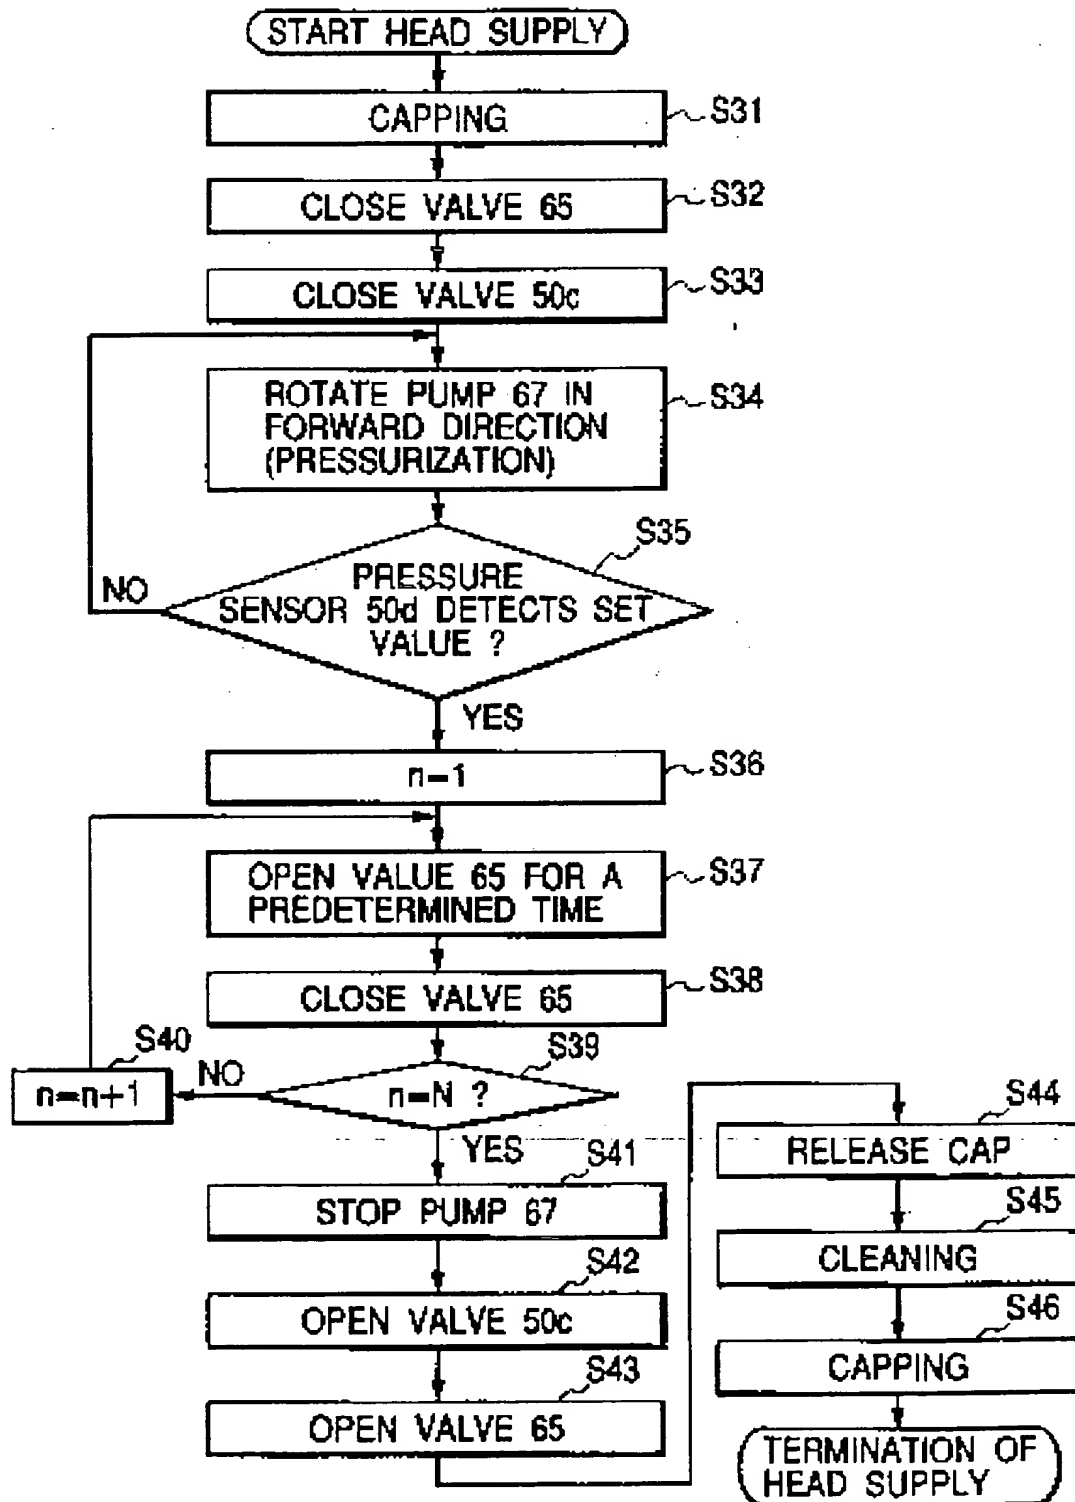 START HEAD SUPPLY
CAPPING
S31
CLOSE VALVE 65
S32
CLOSE VALVE 50c
S33
ROTATE PUMP 67 IN
FORWARD DIRECTION
(PRESSURIZATION)
S34
S35
PRESSURE
SENSOR 50d DETECTS SET
VALUE ?
NO
YES
n=1
S36
OPEN VALUE 65 FOR A
PREDETERMINED TIME
S37
CLOSE VALVE 65
S38
S39
n=N ?
NO
S40
n=n+1
YES
S41
STOP PUMP 67
S42
OPEN VALVE 50c
S43
OPEN VALVE 65
S44
RELEASE CAP
S45
CLEANING
S46
CAPPING
TERMINATION OF
HEAD SUPPLY